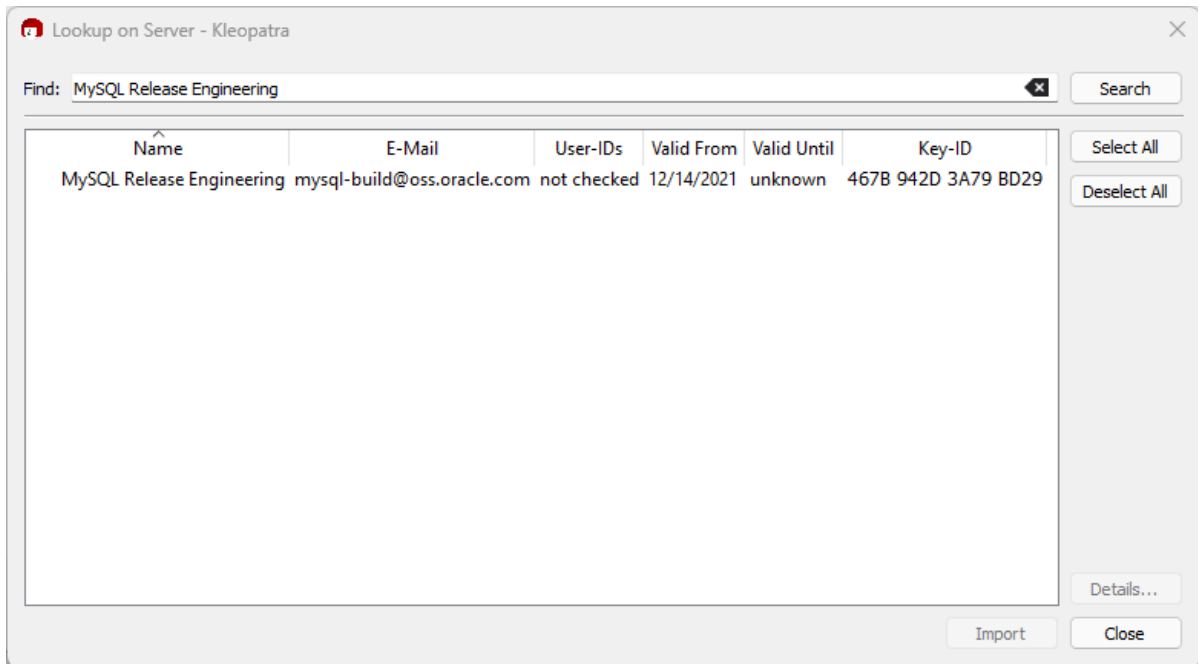 Lookup on Server - Kleopatra
Find: MySQL Release Engineering Search
Name E-Mail User-IDs Valid From Valid Until Key-ID Select All
MySQL Release Engineering mysql-build@oss.oracle.com not checked 12/14/2021 unknown 467B 942D 3A79 BD29
Deselect All
Details...
Import Close